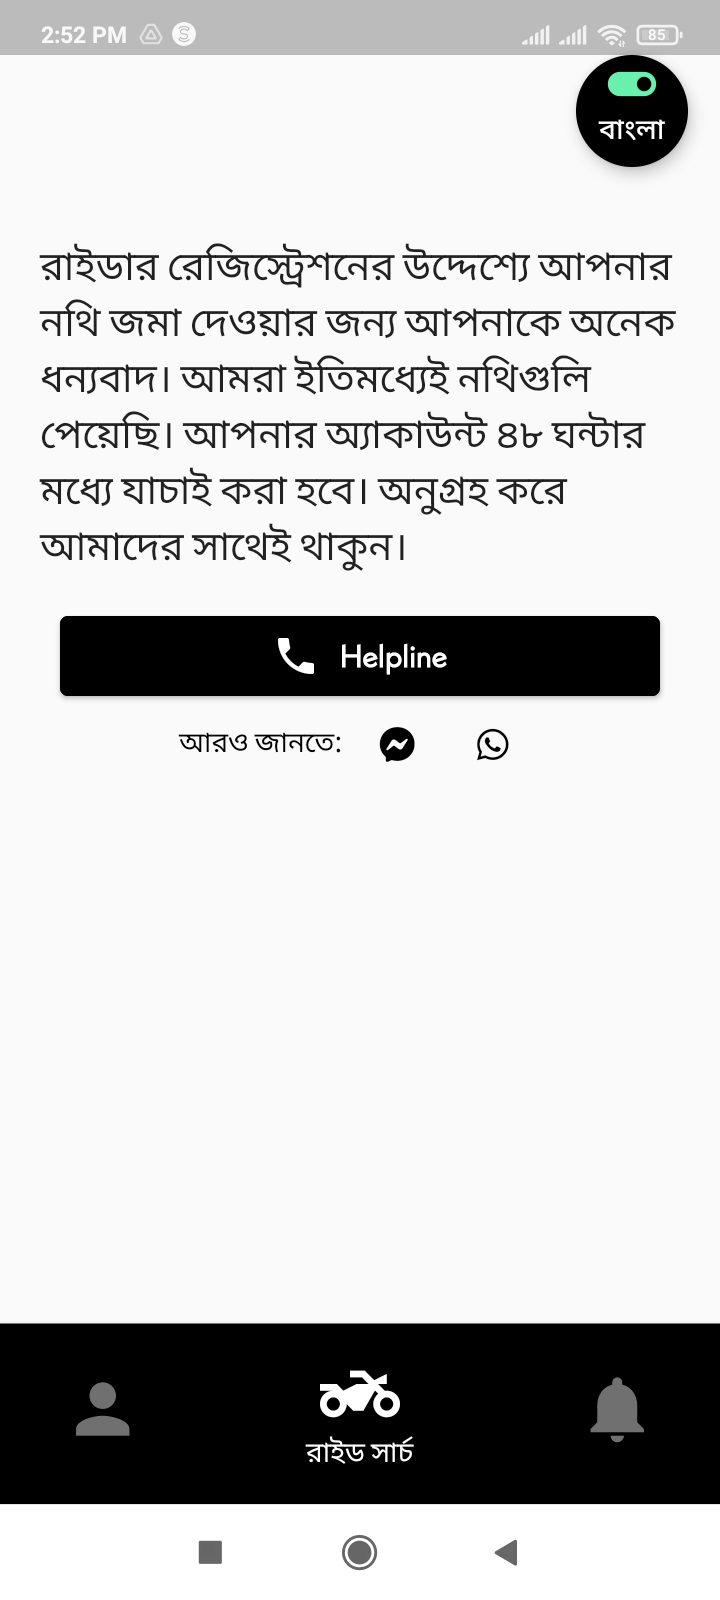 2:52 PM
85
বাংলা
রাইডার রেজিস্ট্রেশনের উদ্দেশ্যে আপনার
নথি জমা দেওয়ার জন্য আপনাকে অনেক
ধন্যবাদ। আমরা ইতিমধ্যেই নথিগুলি
পেয়েছি। আপনার অ্যাকাউন্ট ৪৮ ঘন্টার
মধ্যে যাচাই করা হবে। অনুগ্রহ করে
আমাদের সাথেই থাকুন।
Helpline
আরও জানতে:
রাইড সার্চ